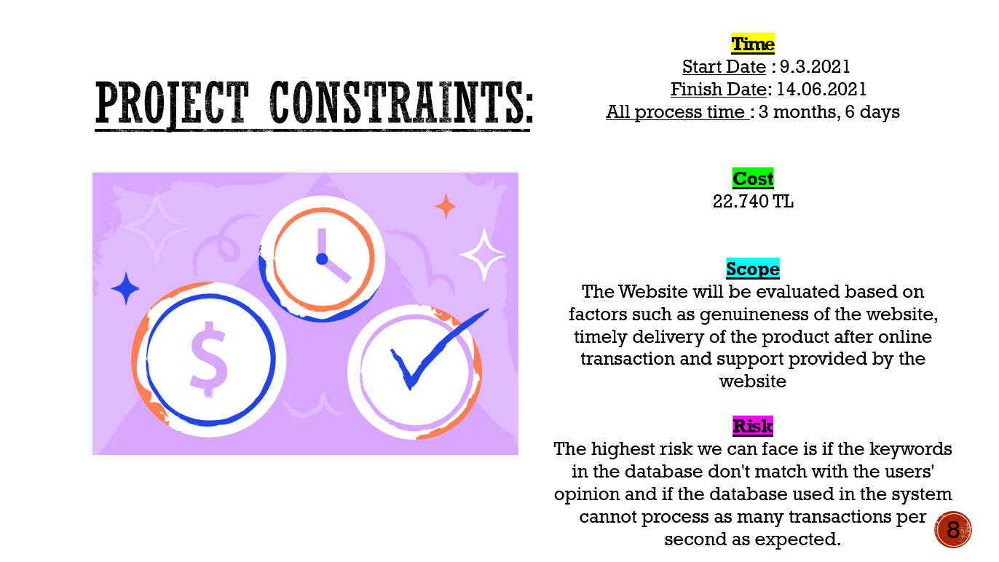 PROJECT CONSTRAINTS:
Time
Start Date : 9.3.2021
Finish Date: 14.06.2021
All process time : 3 months, 6 days
Cost
22.740 TL
Scope
The Website will be evaluated based on
factors such as genuineness of the website,
timely delivery of the product after online
transaction and support provided by the
website
Risk
The highest risk we can face is if the keywords
in the database don't match with the users'
opinion and if the database used in the system
cannot process as many transactions per
second as expected.
$
8